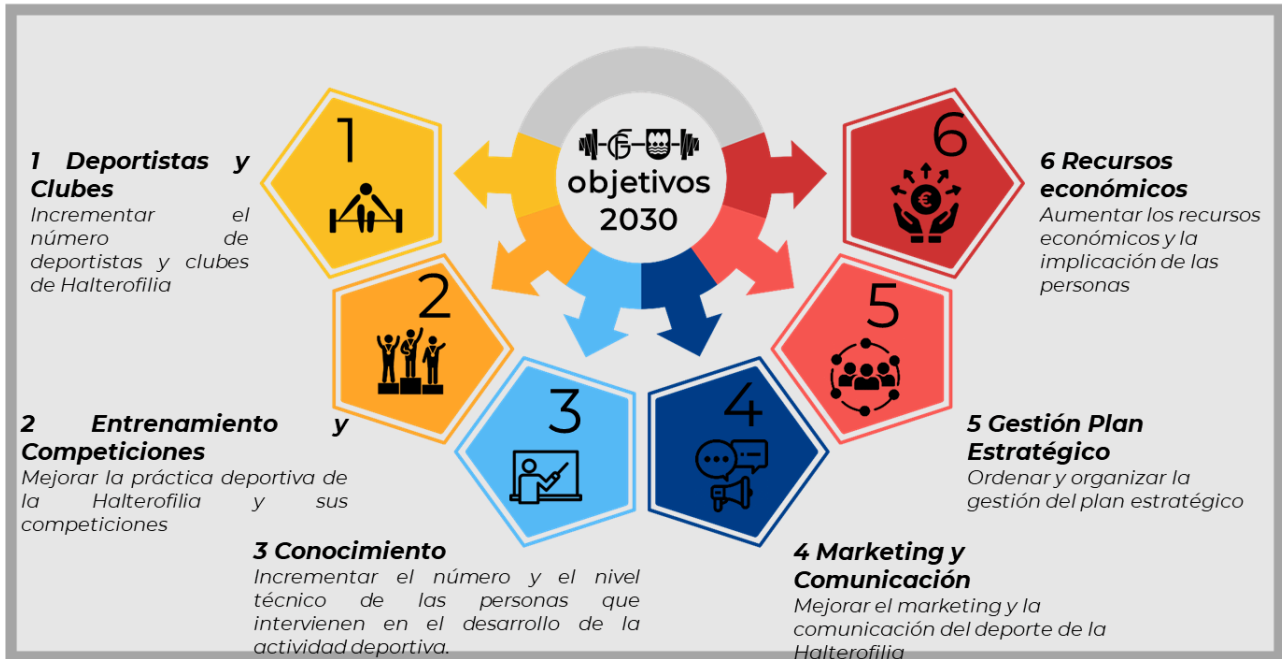 objetivos
2030
1
1 Deportistas y
Clubes
Incrementar el
número de
deportistas y clubes
de Halterofilia
2
2 Entrenamiento y
Competiciones
Mejorar la práctica deportiva de
la Halterofilia y sus
competiciones
3
3 Conocimiento
Incrementar el número y el nivel
técnico de las personas que
intervienen en el desarrollo de la
actividad deportiva.
4
4 Marketing y
Comunicación
Mejorar el marketing y la
comunicación del deporte de la
Halterofilia
5
5 Gestión Plan
Estratégico
Ordenar y organizar la
gestión del plan estratégico
6
€
6 Recursos
económicos
Aumentar los recursos
económicos y la
implicación de las
personas